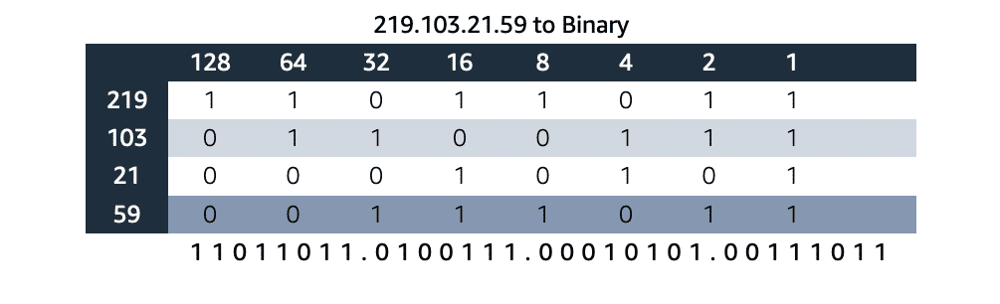 219.103.21.59 to Binary
128 64 32 16 8 4 2 1
219 1 1 0 1 1 0 1 1
103 0 1 1 0 0 1 1 1
21 0 0 0 1 0 1 0 1
59 0 0 1 1 1 0 1 1
1 1 0 1 1 0 1 1 . 0 1 0 0 1 1 1 . 0 0 0 1 0 1 0 1 . 0 0 1 1 1 0 1 1